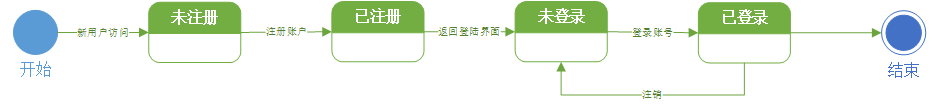 开始
新用户访问
未注册
注册账户
已注册
返回登陆界面
未登录
登录账号
已登录
注销
结束